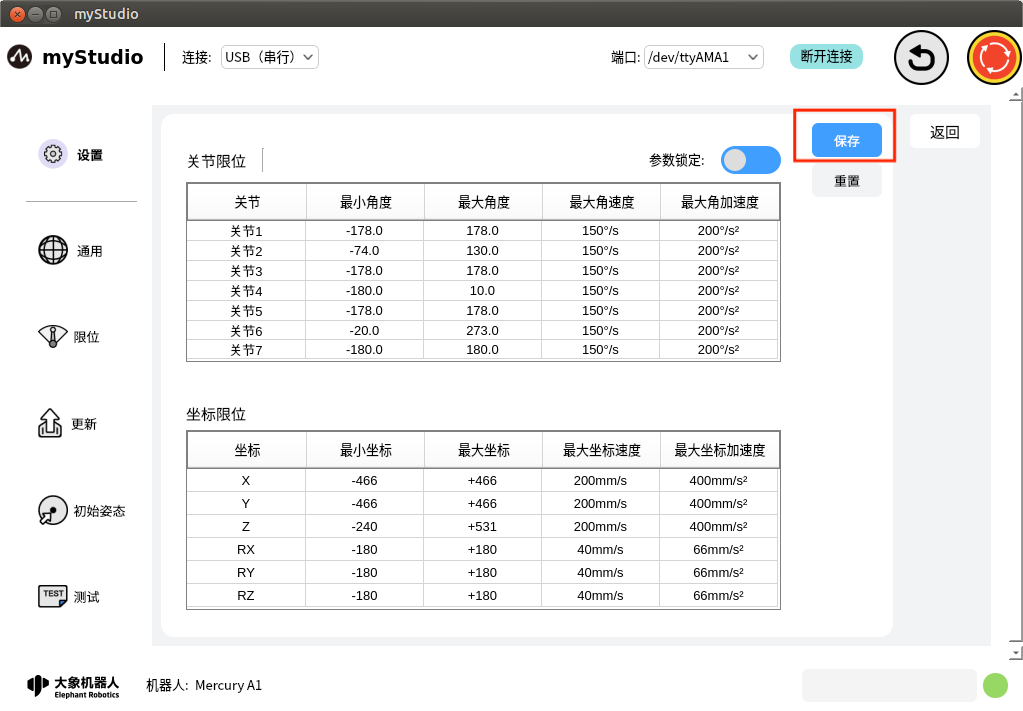 myStudio
myStudio 连接: USB（串行） 端口: /dev/ttyAMA1 断开连接
设置
通用
限位
更新
初始姿态
TEST 测试
关节限位 参数锁定: 保存 返回
重置
关节 最小角度 最大角度 最大角速度 最大角加速度
关节1 -178.0 178.0 150°/s 200°/s²
关节2 -74.0 130.0 150°/s 200°/s²
关节3 -178.0 178.0 150°/s 200°/s²
关节4 -180.0 10.0 150°/s 200°/s²
关节5 -178.0 178.0 150°/s 200°/s²
关节6 -20.0 273.0 150°/s 200°/s²
关节7 -180.0 180.0 150°/s 200°/s²
坐标限位
坐标 最小坐标 最大坐标 最大坐标速度 最大坐标加速度
X -466 +466 200mm/s 400mm/s²
Y -466 +466 200mm/s 400mm/s²
Z -240 +531 200mm/s 400mm/s²
RX -180 +180 40mm/s 66mm/s²
RY -180 +180 40mm/s 66mm/s²
RZ -180 +180 40mm/s 66mm/s²
大象机器人
Elephant Robotics
机器人: Mercury A1